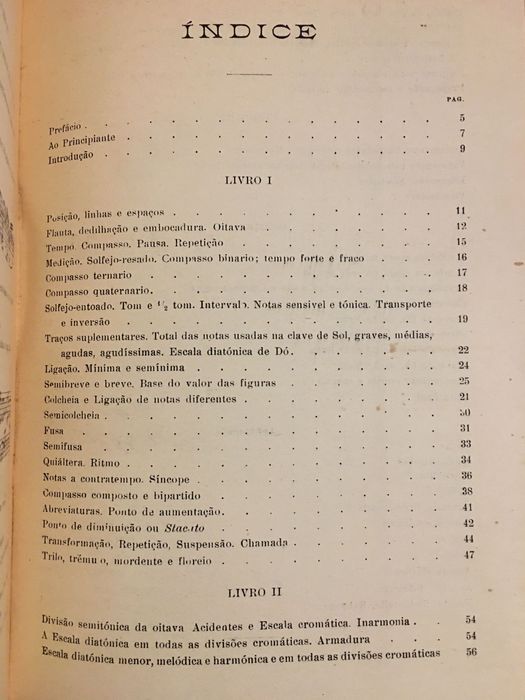 ÍNDICE
PAG.
Prefácio . . . . . . . . . . . . . 5
Ao Principiante . . . . . . . . . . . . 7
Introdução . . . . . . . . . . . . . 9
LIVRO I
Posição, linhas e espaços . . . . . . . . . . 11
Flauta, dedilhação e embocadura. Oitava . . . . . . 12
Tempo. Compasso. Pausa. Repetição . . . . . . . 15
Medição. Solfejo-resado. Compasso binario; tempo forte e fraco . . . 16
Compasso ternario . . . . . . . . . . . 17
Compasso quaternario. . . . . . . . . . . 18
Solfejo-entoado. Tom e ½ tom. Intervalo. Notas sensivel e tónica. Transporte
e inversão . . . . . . . . . . . . 19
Traços suplementares. Total das notas usadas na clave de Sol, graves, médias,
agudas, agudíssimas. Escala diatónica de Dó. . . . . . 22
Ligação. Mínima e semínima . . . . . . . . . 24
Semibreve e breve. Base do valor das figuras . . . . . 25
Colcheia e Ligação de notas diferentes . . . . . . . 21
Semicolcheia . . . . . . . . . . . . 30
Fusa . . . . . . . . . . . . . 31
Semifusa . . . . . . . . . . . . 33
Quiáltera. Ritmo . . . . . . . . . . . 34
Notas a contratempo. Síncope . . . . . . . . . 36
Compasso composto e bipartido . . . . . . . . 38
Abreviaturas. Ponto de aumentação. . . . . . . . 41
Ponto de diminuição ou Stacato . . . . . . . . 42
Transformação, Repetição, Suspensão. Chamada . . . . . 44
Trilo, trêmu o, mordente e floreio . . . . . . . . 47
LIVRO II
Divisão semitónica da oitava Acidentes e Escala cromática. Inarmonia . . 54
A Escala diatónica em todas as divisões cromáticas. Armadura . . . 54
Escala diatónica menor, melódica e harmónica e em todas as divisões cromáticas 56